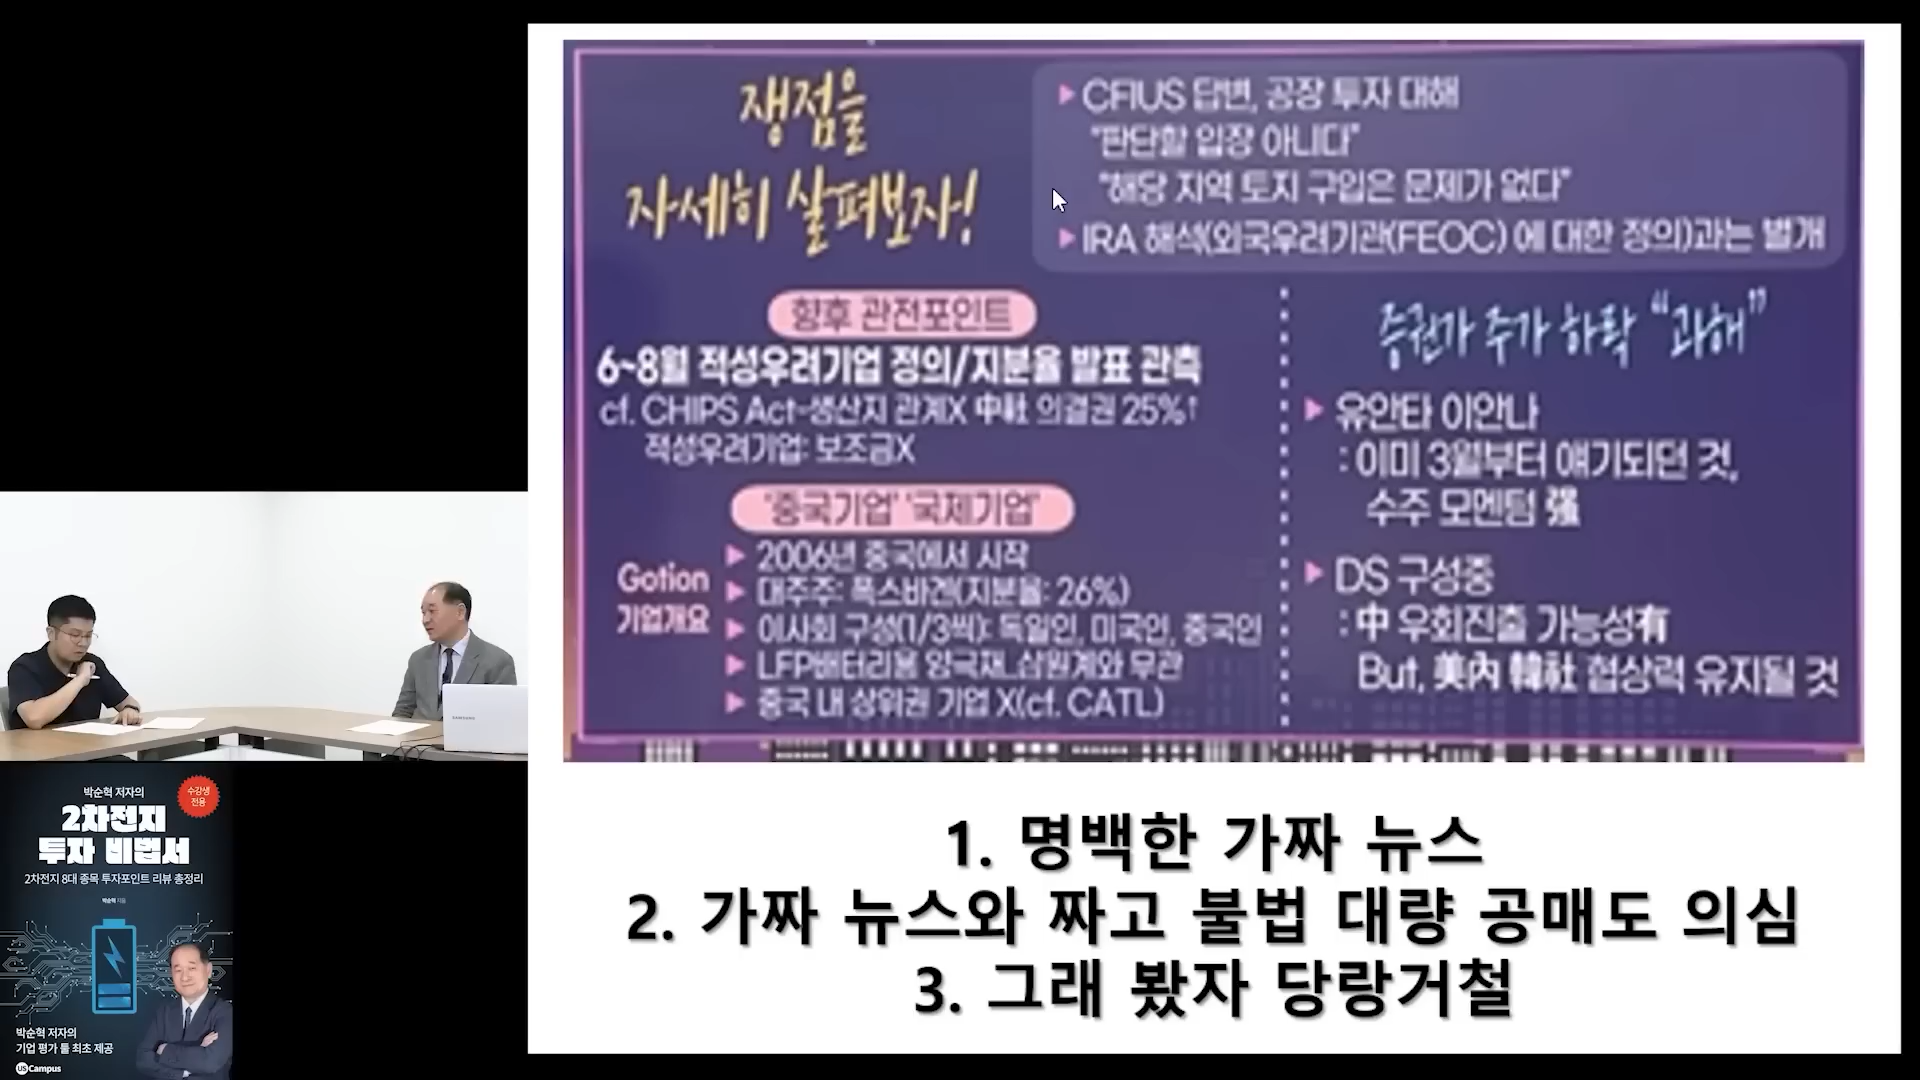 쟁점을
자세히 살펴보자!
▶ CFIUS 답변, 공장 투자 대해
"판단할 입장 아니다"
"해당 지역 토지 구입은 문제가 없다"
▶ IRA 해석(외국우려기관(FEOC) 에 대한 정의)과는 별개
향후 관전포인트
6~8월 적성우려기업 정의/지분율 발표 관측
cf. CHIPS Act-생산지 관계X 中社 의결권 25%↑
적성우려기업: 보조금X
'중국기업' '국제기업'
Gotion
기업개요
▶ 2006년 중국에서 시작
▶ 대주주: 폭스바겐(지분율: 26%)
▶ 이사회 구성(1/3씩): 독일인, 미국인, 중국인
▶ LFP배터리용 양극재..삼원계와 무관
▶ 중국 내 상위권 기업 X(cf. CATL)
증권가 주가 하락 "과해"
▶ 유안타 이안나
: 이미 3월부터 얘기되던 것,
수주 모멘텀 强
▶ DS 구성중
: 中 우회진출 가능성有
But, 美內 韓社 협상력 유지될 것
1. 명백한 가짜 뉴스
2. 가짜 뉴스와 짜고 불법 대량 공매도 의심
3. 그래 봤자 당랑거철
SAMSUNG
박순혁 저자의
수강생
전용
2차전지
투자 비법서
2차전지 8대 종목 투자포인트 리뷰 총정리
박순혁 지음
박순혁 저자의
기업 평가 툴 최초 제공
US Campus